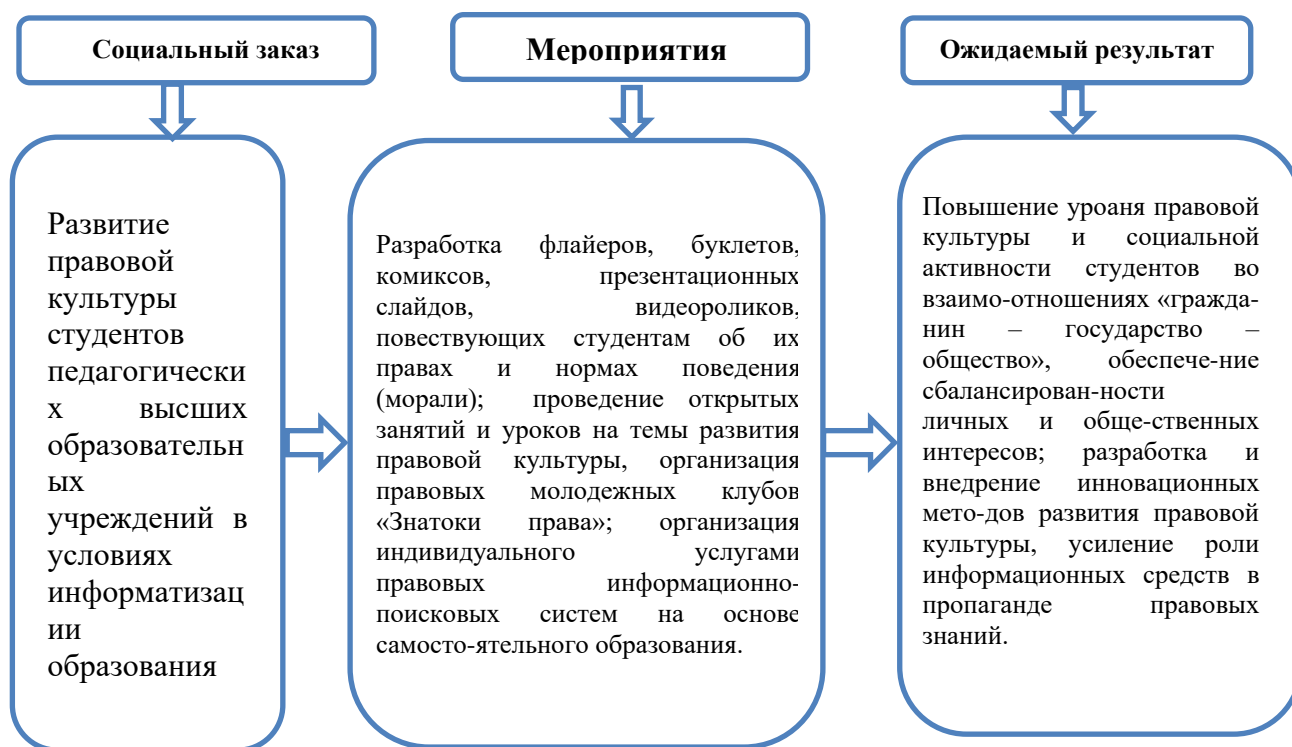 Социальный заказ
Мероприятия
Ожидаемый результат
Развитие
правовой
культуры
студентов
педагогически
х высших
образовательн
ых
учреждений в
условиях
информатизац
ии
образования
Разработка флайеров, буклетов,
комиксов, презентационных
слайдов, видеороликов,
повествующих студентам об их
правах и нормах поведения
(морали); проведение открытых
занятий и уроков на темы развития
правовой культуры, организация
правовых молодежных клубов
«Знатоки права»; организация
индивидуального услугами
правовых информационно-
поисковых систем на основе
самосто-ятельного образования.
Повышение уроаня правовой
культуры и социальной
активности студентов во
взаимо-отношениях «гражда-
нин – государство –
общество», обеспече-ние
сбалансирован-ности
личных и обще-ственных
интересов; разработка и
внедрение инновационных
мето-дов развития правовой
культуры, усиление роли
информационных средств в
пропаганде правовых
знаний.